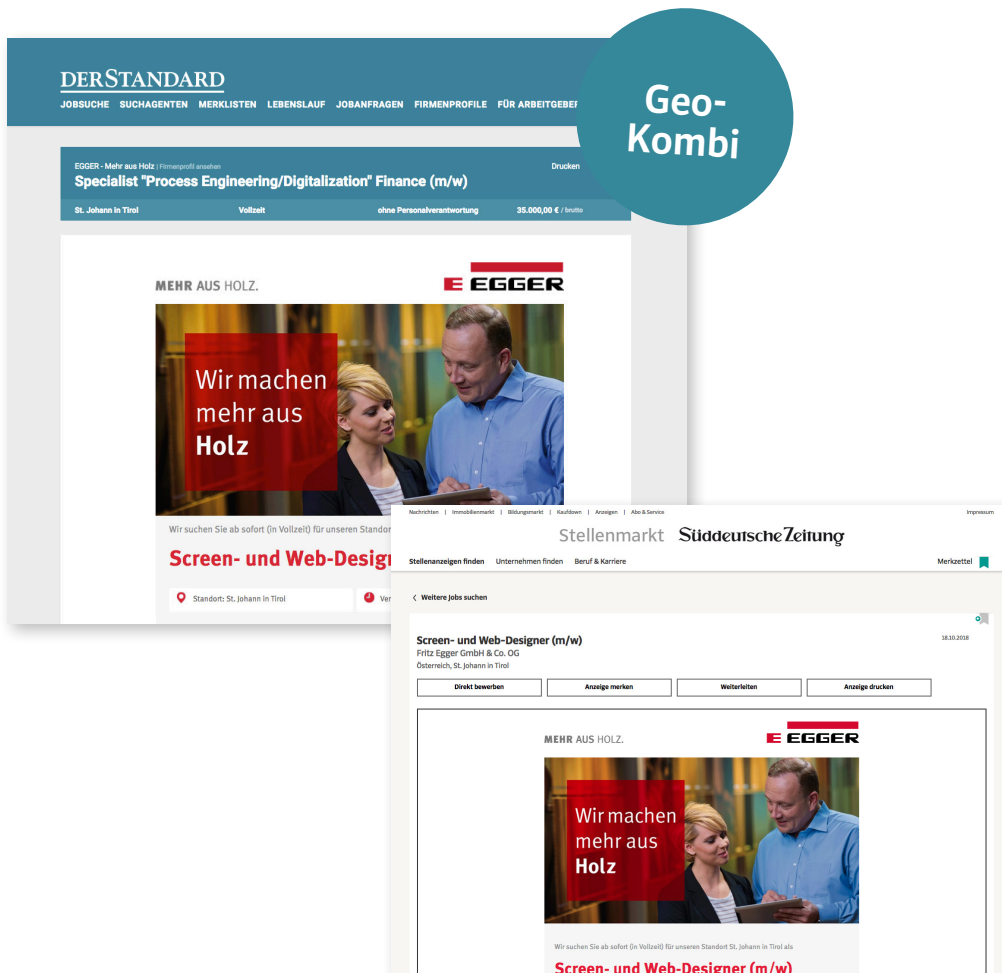 DERSTANDARD
JOBSUCHE SUCHAGENTEN MERKLISTEN LEBENSLAUF JOBANFRAGEN FIRMENPROFILE FÜR ARBEITGEBER
Geo-
Kombi
EGGER - Mehr aus Holz | Firmenprofil ansehen
Drucken
Specialist "Process Engineering/Digitalization" Finance (m/w)
St. Johann in Tirol Vollzeit ohne Personalverantwortung 35.000,00 € / brutto
MEHR AUS HOLZ.
E EGGER
Wir machen
mehr aus
Holz
Wir suchen Sie ab sofort (in Vollzeit) für unseren Standor
Screen- und Web-Design
Standort: St. Johann in Tirol
Ver
Nachrichten | Immobilienmarkt | Bildungsmarkt | Kaufdown | Anzeigen | Abo & Service
Impressum
Stellenmarkt Süddeutsche Zeitung
Stellenanzeigen finden Unternehmen finden Beruf & Karriere
Merkzettel
Weitere Jobs suchen
Screen- und Web-Designer (m/w)
18.10.2018
Fritz Egger GmbH & Co. OG
Österreich, St. Johann in Tirol
Direkt bewerben Anzeige merken Weiterleiten Anzeige drucken
MEHR AUS HOLZ.
E EGGER
Wir machen
mehr aus
Holz
Wir suchen Sie ab sofort (in Vollzeit) für unseren Standort St. Johann in Tirol als
Screen- und Web-Designer (m/w)